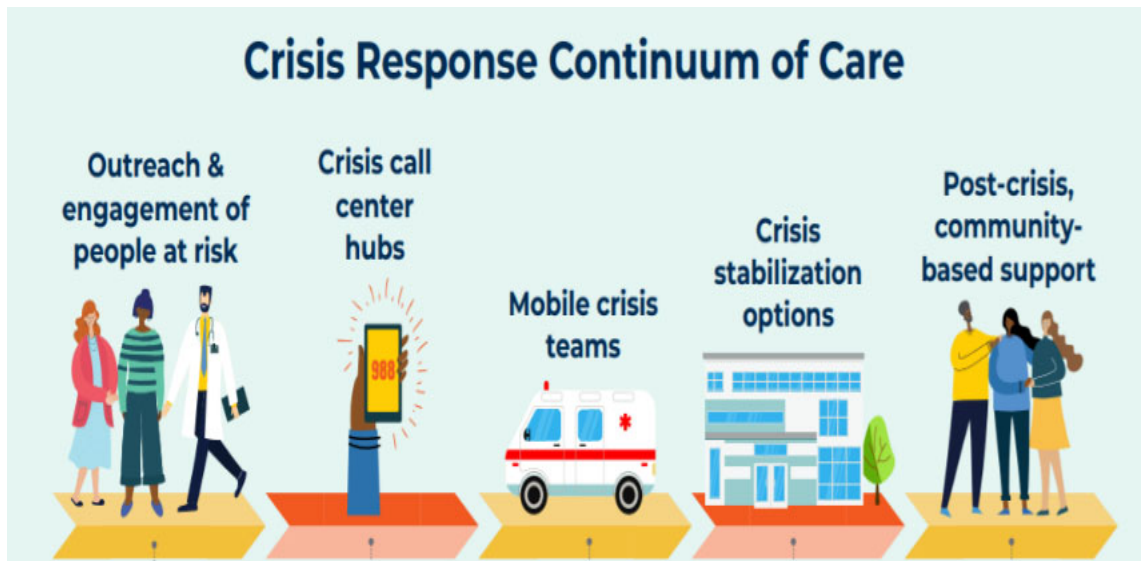 Crisis Response Continuum of Care
Outreach &
engagement of
people at risk
Crisis call
center
hubs
988
Mobile crisis
teams
Crisis
stabilization
options
Post-crisis,
community-
based support